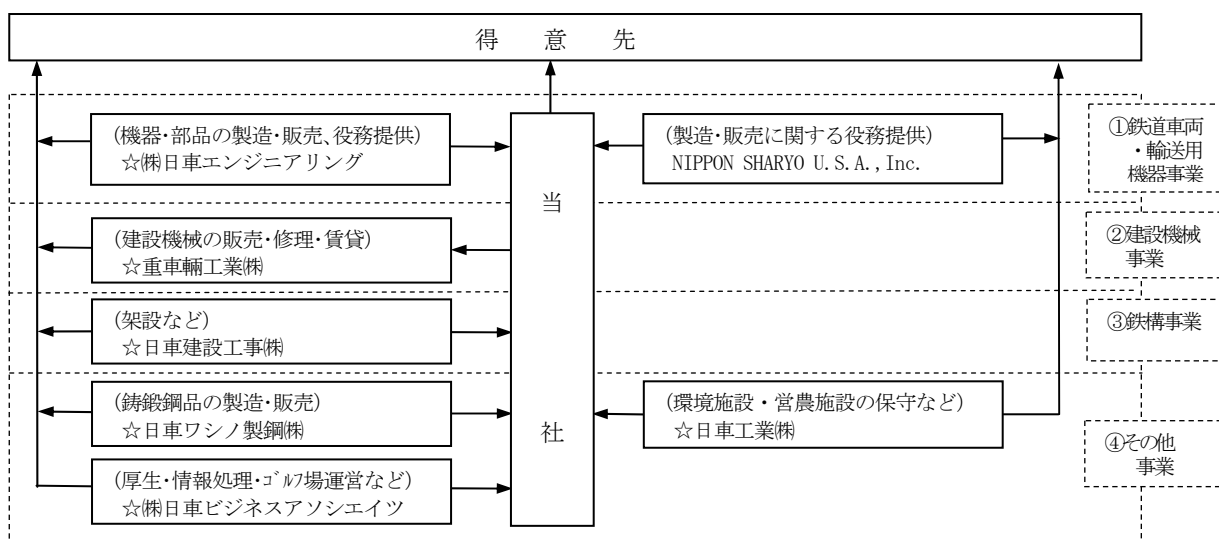 得 意 先
(機器・部品の製造・販売、役務提供)
☆㈱日車エンジニアリング
(製造・販売に関する役務提供)
NIPPON SHARYO U.S.A.,Inc.
①鉄道車両
・輸送用
機器事業
当
社
(建設機械の販売・修理・賃貸)
☆重車輛工業㈱
②建設機械
事業
(架設など)
☆日車建設工事㈱
③鉄構事業
(鋳鍛鋼品の製造・販売)
☆日車ワシノ製鋼㈱
(環境施設・営農施設の保守など)
☆日車工業㈱
④その他
事業
(厚生・情報処理・ｺﾞﾙﾌ場運営など)
☆㈱日車ビジネスアソシエイツ